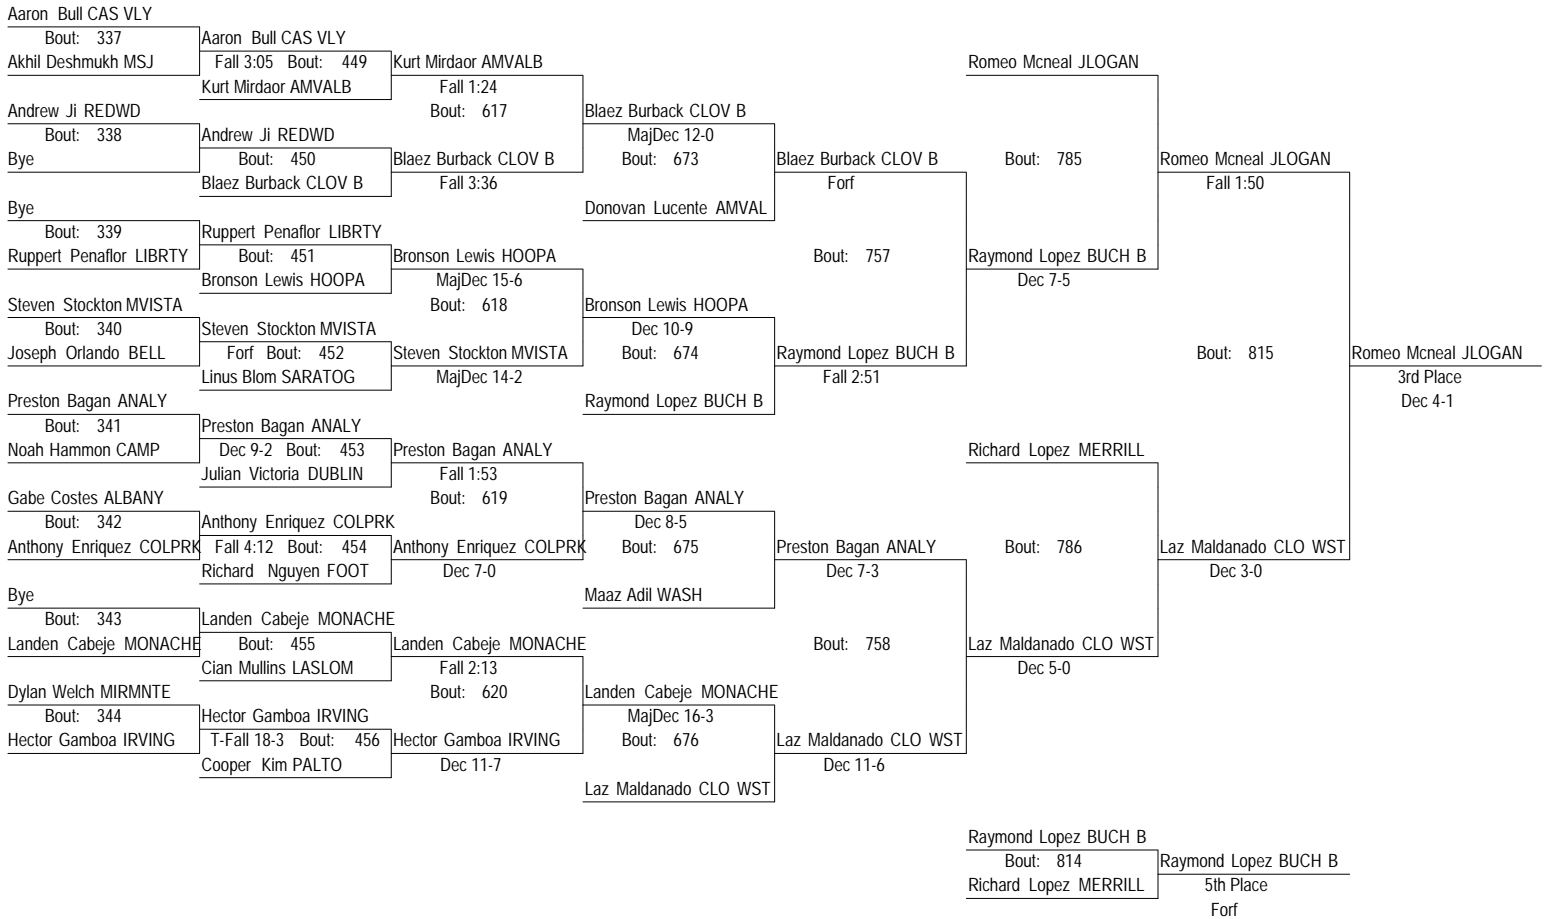 Aaron Bull CAS VLY
Bout: 337
Akhil Deshmukh MSJ
Andrew Ji REDWD
Bout: 338
Bye
Bye
Bout: 339
Ruppert Penaflor LIBRTY
Steven Stockton MVISTA
Bout: 340
Joseph Orlando BELL
Preston Bagan ANALY
Bout: 341
Noah Hammon CAMP
Gabe Costes ALBANY
Bout: 342
Anthony Enriquez COLPRK
Bye
Bout: 343
Landen Cabeje MONACHE
Dylan Welch MIRMNTE
Bout: 344
Hector Gamboa IRVING
Aaron Bull CAS VLY
Fall 3:05 Bout: 449
Kurt Mirdaor AMVALB
Andrew Ji REDWD
Bout: 450
Blaez Burback CLOV B
Ruppert Penaflor LIBRTY
Bout: 451
Bronson Lewis HOOPA
Steven Stockton MVISTA
Forf Bout: 452
Linus Blom SARATOG
Preston Bagan ANALY
Dec 9-2 Bout: 453
Julian Victoria DUBLIN
Anthony Enriquez COLPRK
Fall 4:12 Bout: 454
Richard Nguyen FOOT
Landen Cabeje MONACHE
Bout: 455
Cian Mullins LASLOM
Hector Gamboa IRVING
T-Fall 18-3 Bout: 456
Cooper Kim PALTO
Kurt Mirdaor AMVALB
Fall 1:24
Bout: 617
Blaez Burback CLOV B
Fall 3:36
Bronson Lewis HOOPA
MajDec 15-6
Bout: 618
Steven Stockton MVISTA
MajDec 14-2
Preston Bagan ANALY
Fall 1:53
Bout: 619
Anthony Enriquez COLPRK
Dec 7-0
Landen Cabeje MONACHE
Fall 2:13
Bout: 620
Hector Gamboa IRVING
Dec 11-7
Blaez Burback CLOV B
MajDec 12-0
Bout: 673
Donovan Lucente AMVAL
Bronson Lewis HOOPA
Dec 10-9
Bout: 674
Raymond Lopez BUCH B
Preston Bagan ANALY
Dec 8-5
Bout: 675
Maaz Adil WASH
Landen Cabeje MONACHE
MajDec 16-3
Bout: 676
Laz Maldanado CLO WST
Blaez Burback CLOV B
Forf
Bout: 757
Raymond Lopez BUCH B
Fall 2:51
Preston Bagan ANALY
Dec 7-3
Bout: 758
Laz Maldanado CLO WST
Dec 11-6
Romeo Mcneal JLOGAN
Bout: 785
Raymond Lopez BUCH B
Dec 7-5
Richard Lopez MERRILL
Bout: 786
Laz Maldanado CLO WST
Dec 5-0
Romeo Mcneal JLOGAN
Fall 1:50
Bout: 815
Laz Maldanado CLO WST
Dec 3-0
Romeo Mcneal JLOGAN
3rd Place
Dec 4-1
Raymond Lopez BUCH B
Bout: 814
Richard Lopez MERRILL
Raymond Lopez BUCH B
5th Place
Forf